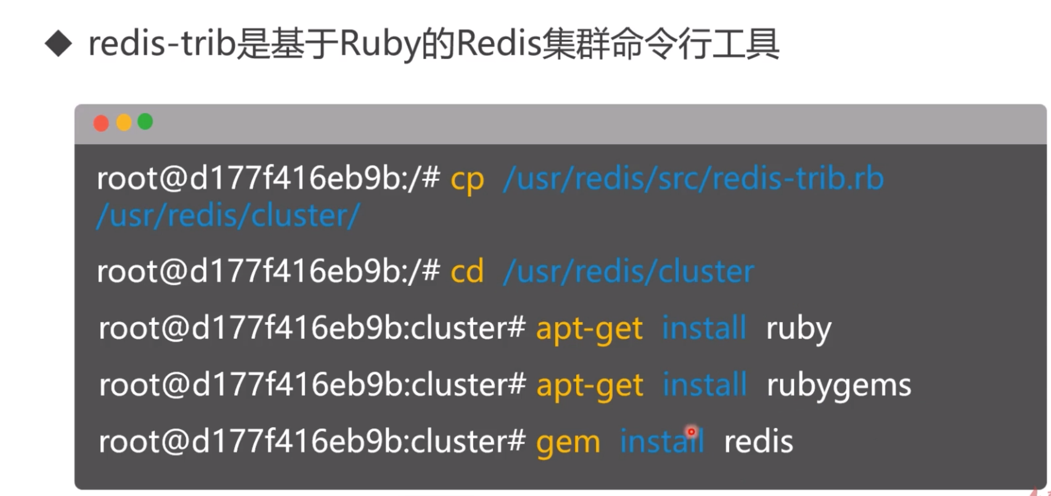 redis-trib是基于Ruby的Redis集群命令行工具
root@d177f416eb9b:/# cp /usr/redis/src/redis-trib.rb
/usr/redis/cluster/
root@d177f416eb9b:/# cd /usr/redis/cluster
root@d177f416eb9b:cluster# apt-get install ruby
root@d177f416eb9b:cluster# apt-get install rubygems
root@d177f416eb9b:cluster# gem install redis